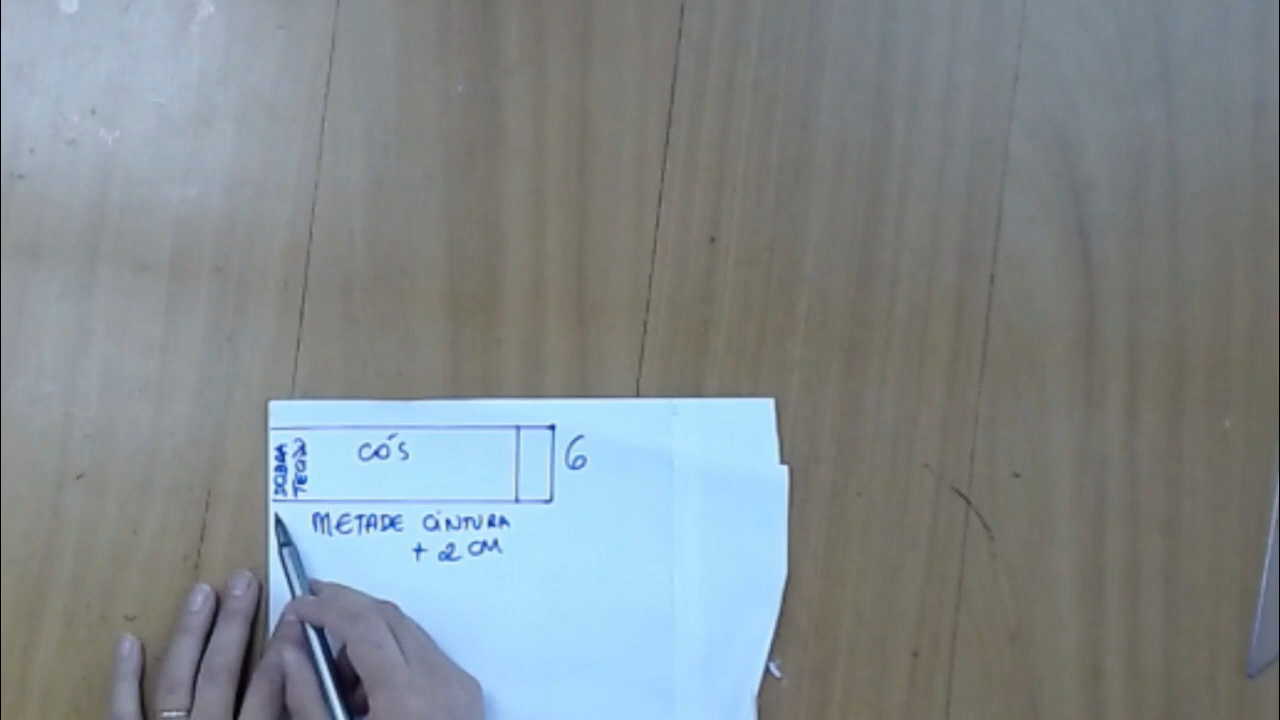 DOBRA
TECIDO
CÓS
6
METADE CINTURA
+ 2 CM